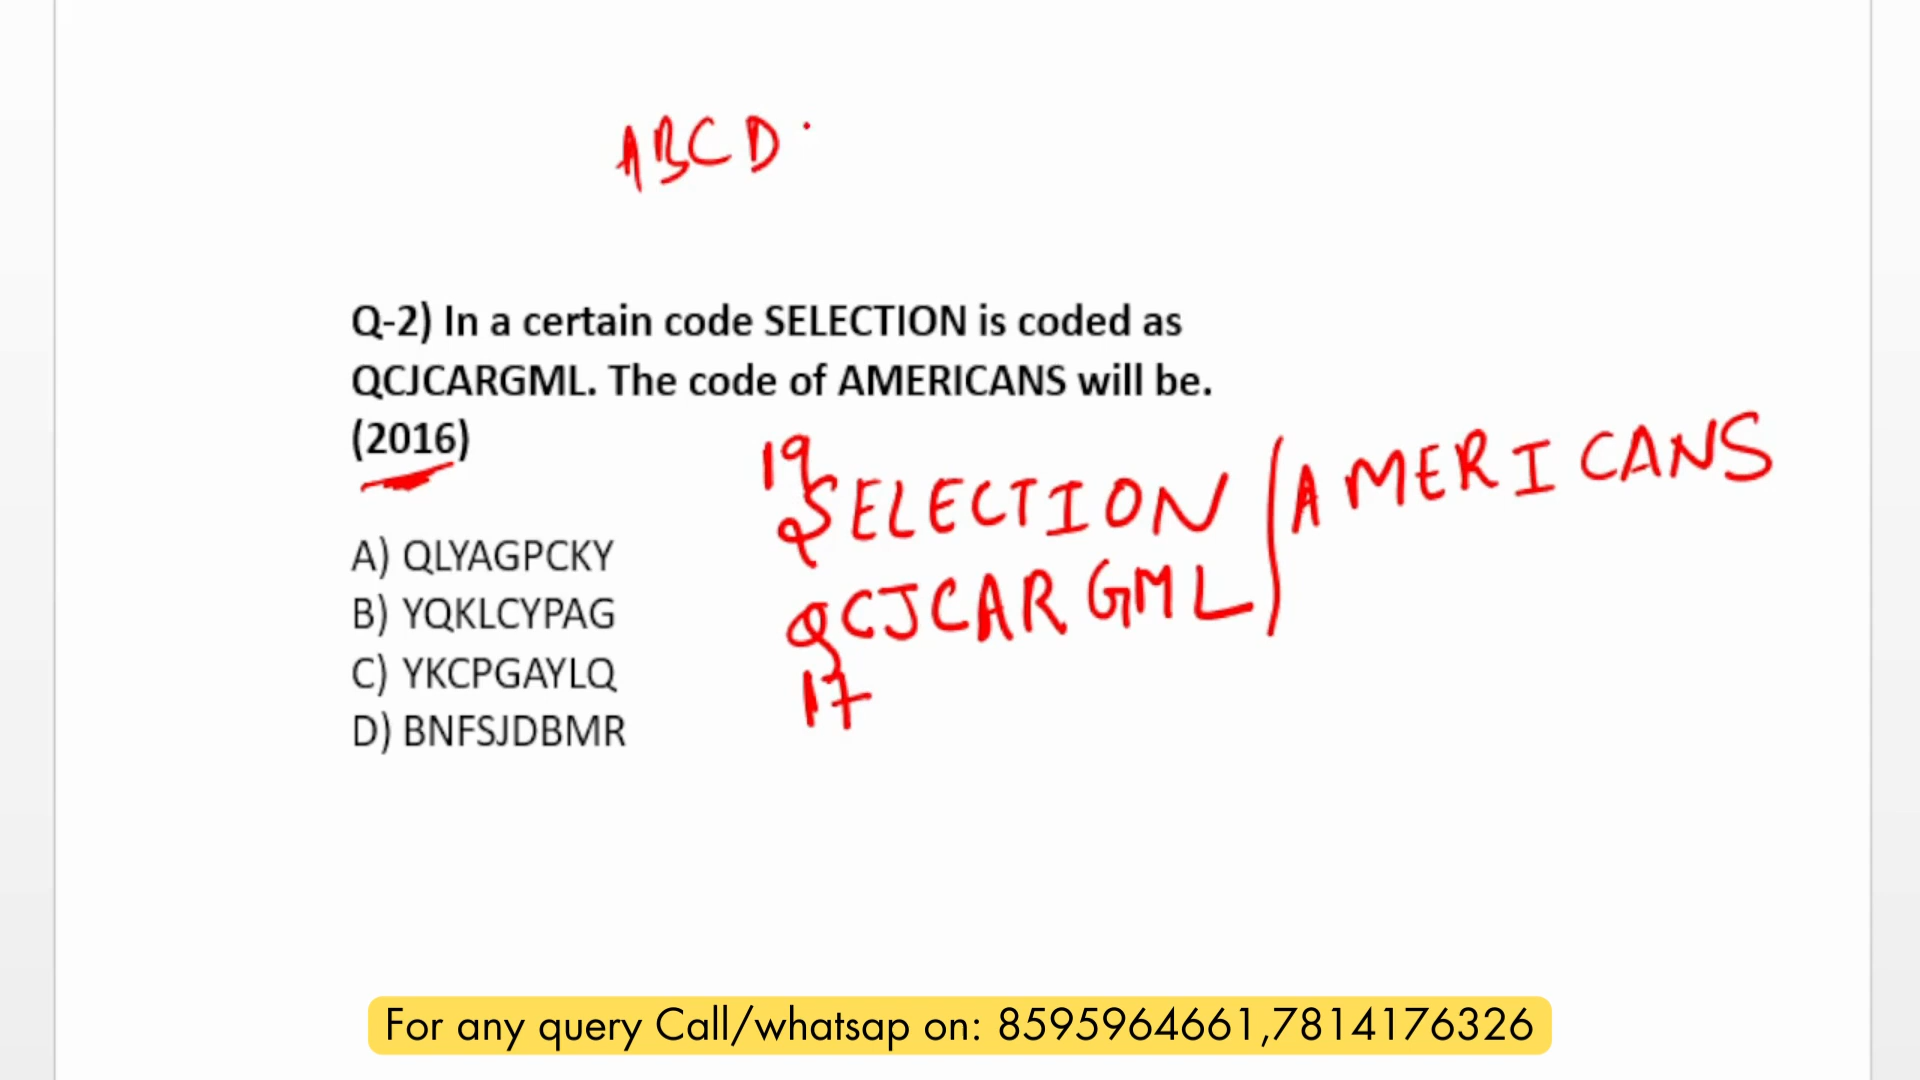 ABCD
Q-2) In a certain code SELECTION is coded as
QCJCARGML. The code of AMERICANS will be.
(2016)
19
SELECTION / AMERICANS
Q
QCJCARGML
17
A) QLYAGPCKY
B) YQKLCYPAG
C) YKCPGAYLQ
D) BNFSJDBMR
For any query Call/whatsap on: 8595964661,7814176326